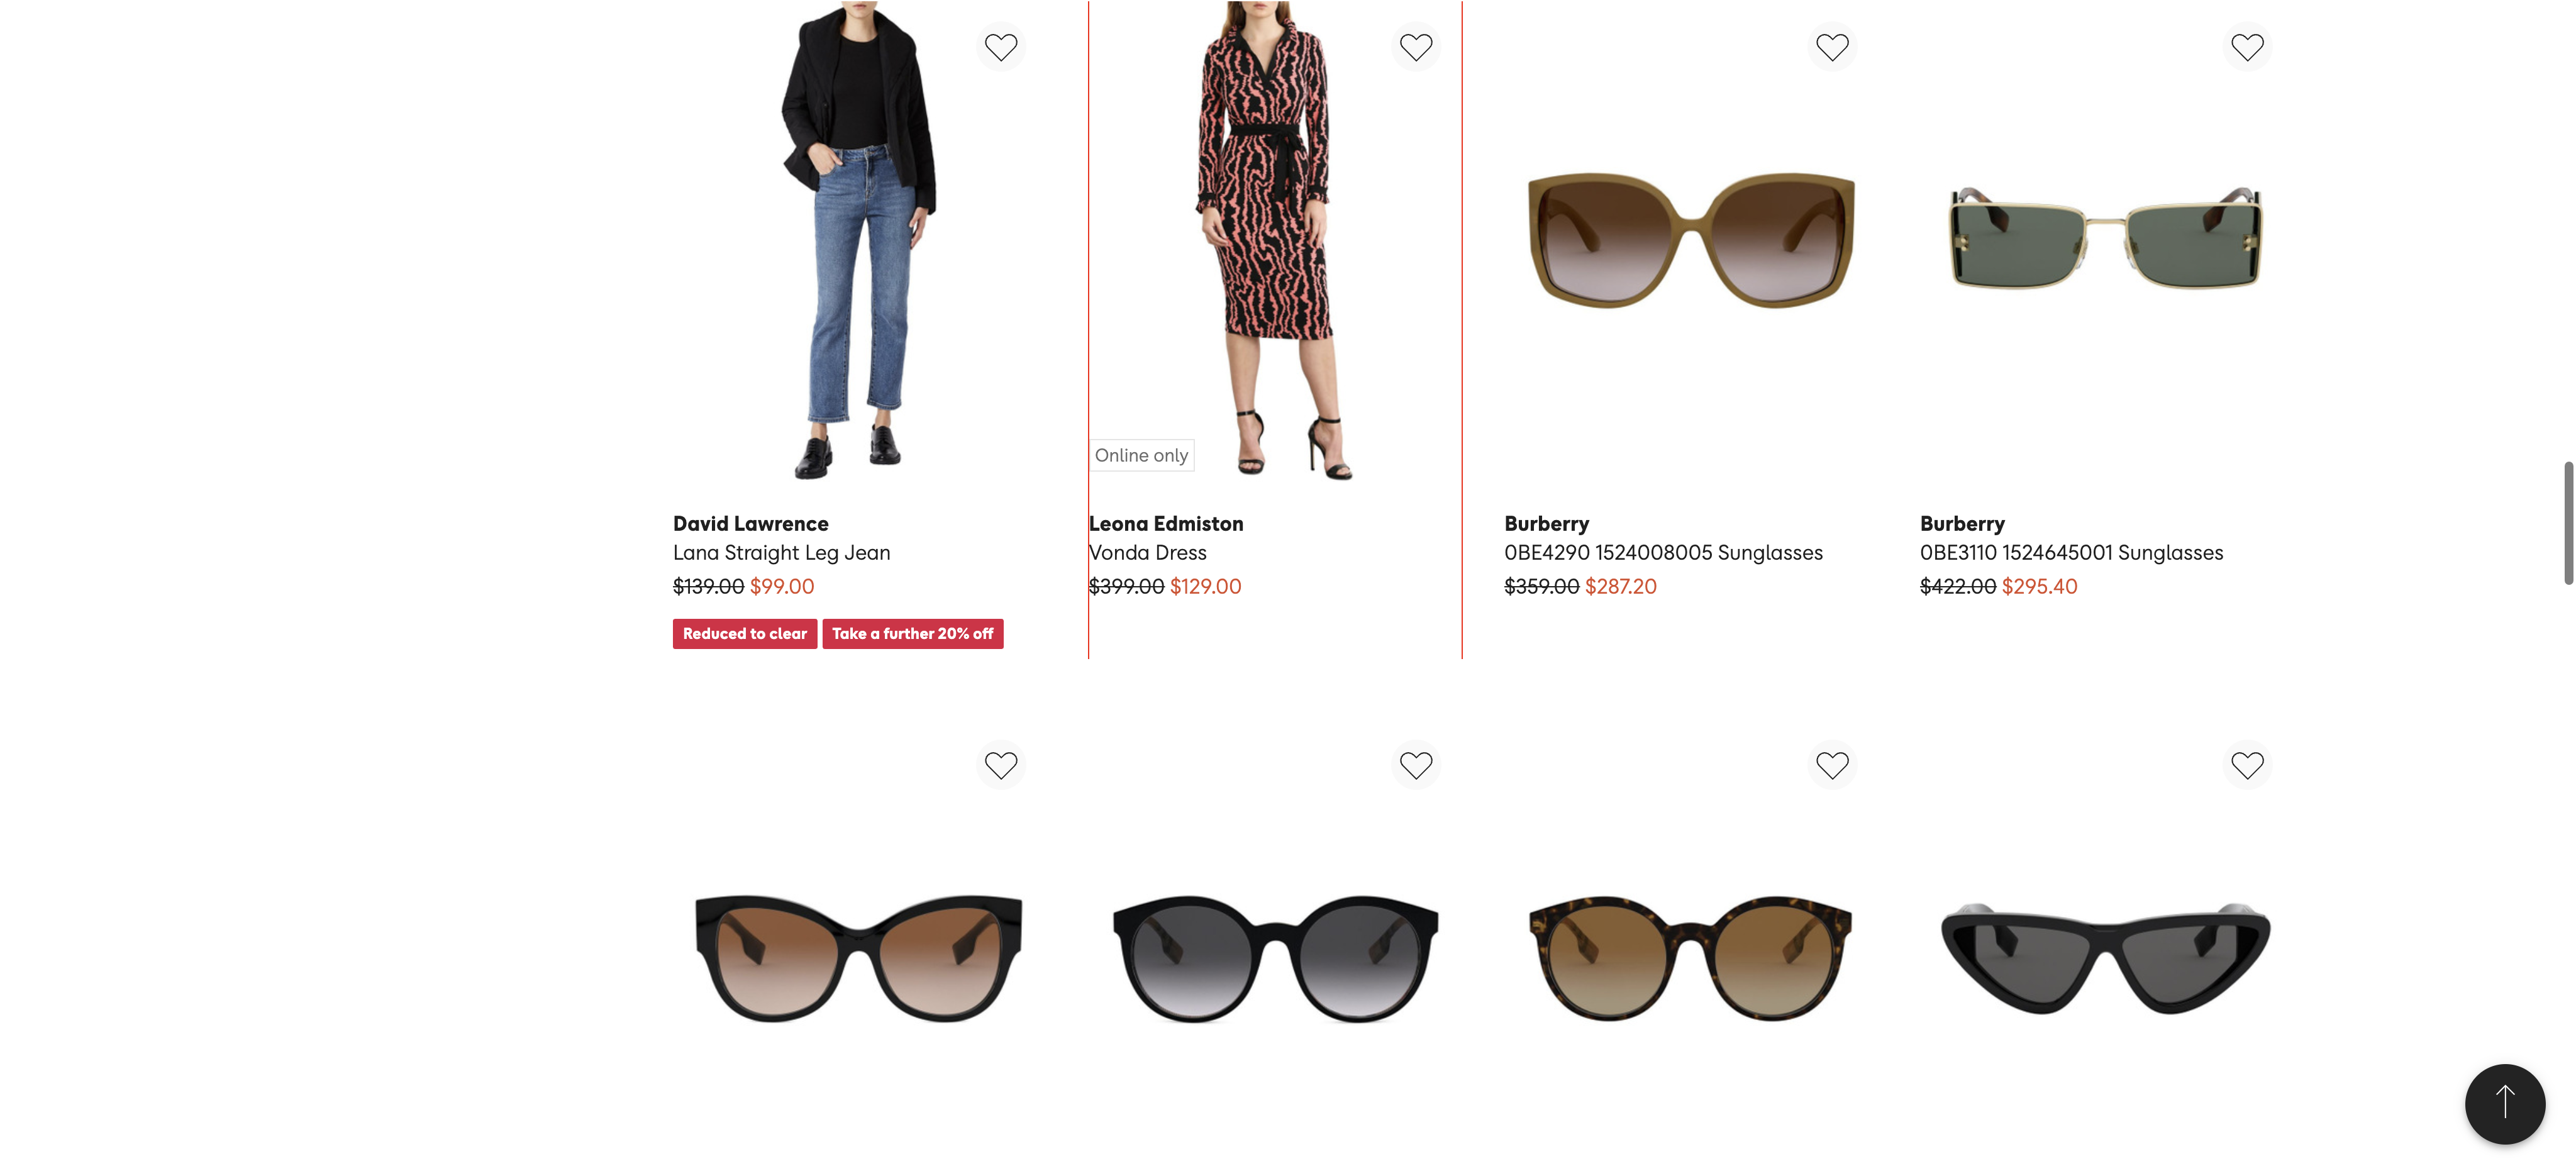 Online only
David Lawrence
Lana Straight Leg Jean
$139.00 $99.00
Reduced to clear
Take a further 20% off
Leona Edmiston
Vonda Dress
$399.00 $129.00
Burberry
0BE4290 1524008005 Sunglasses
$359.00 $287.20
Burberry
0BE3110 1524645001 Sunglasses
$422.00 $295.40